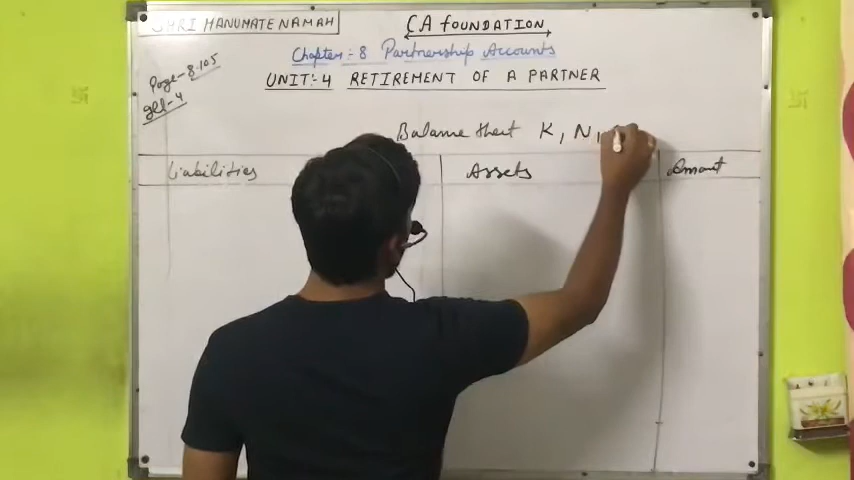 SHRI HANUMATE NAMAH
CA FOUNDATION
Chapter:-8 Partnership Accounts
Page-8.105
UNIT:-4 RETIREMENT OF A PARTNER
ill-4
Balance Sheet K, N,
Liabilities Assets Amount